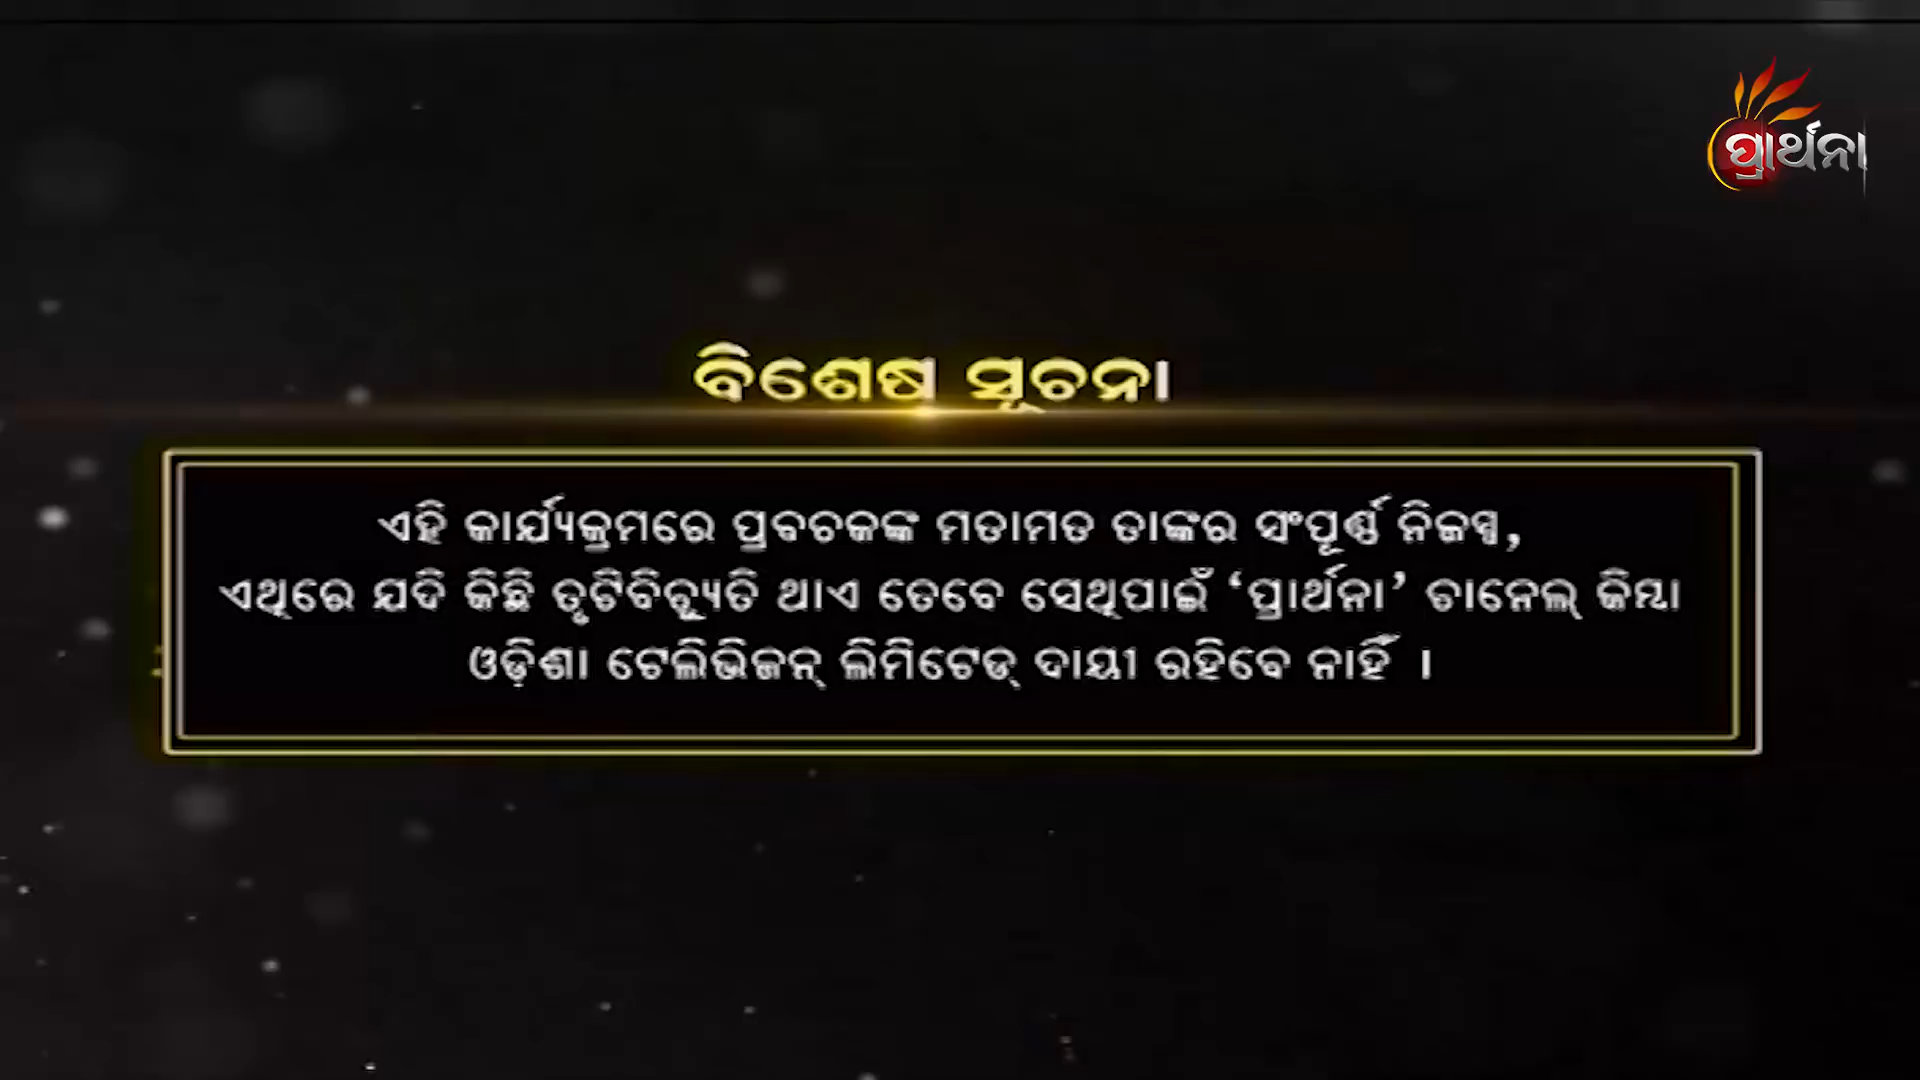 ପ୍ରାର୍ଥନା
ବିଶେଷ ସୂଚନା
ଏହି କାର୍ଯ୍ୟକ୍ରମରେ ପ୍ରବଚକଙ୍କ ମତାମତ ତାଙ୍କର ସଂପୂର୍ଣ୍ଣ ନିଜସ୍ୱ,
ଏଥିରେ ଯଦି କିଛି ତୃଟିବିଚ୍ୟୁତି ଥାଏ ତେବେ ସେଥିପାଇଁ ‘ପ୍ରାର୍ଥନା’ ଚାନେଲ୍ କିମ୍ବା
ଓଡ଼ିଶା ଟେଲିଭିଜନ୍ ଲିମିଟେଡ୍ ଦାୟୀ ରହିବେ ନାହିଁ ।